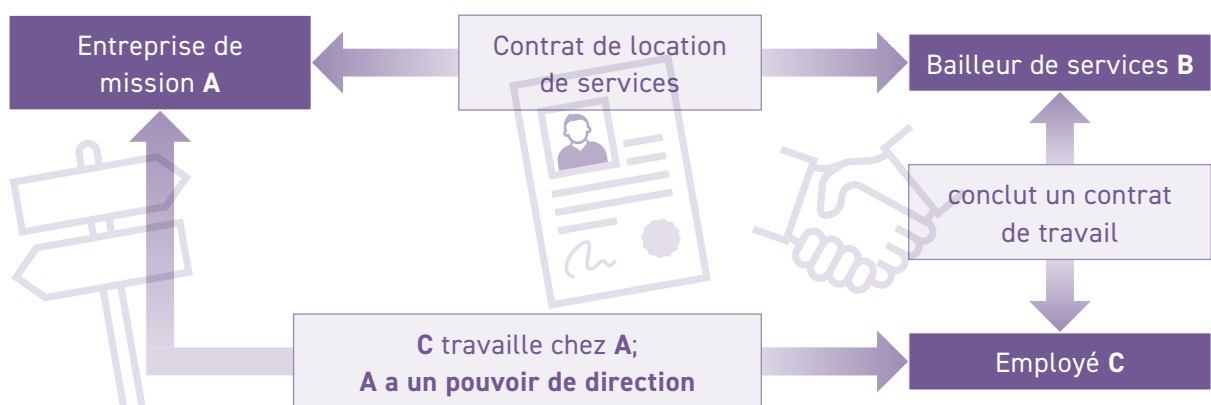 Entreprise de
mission A
Contrat de location
de services
Bailleur de services B
conclut un contrat
de travail
C travaille chez A;
A a un pouvoir de direction
Employé C